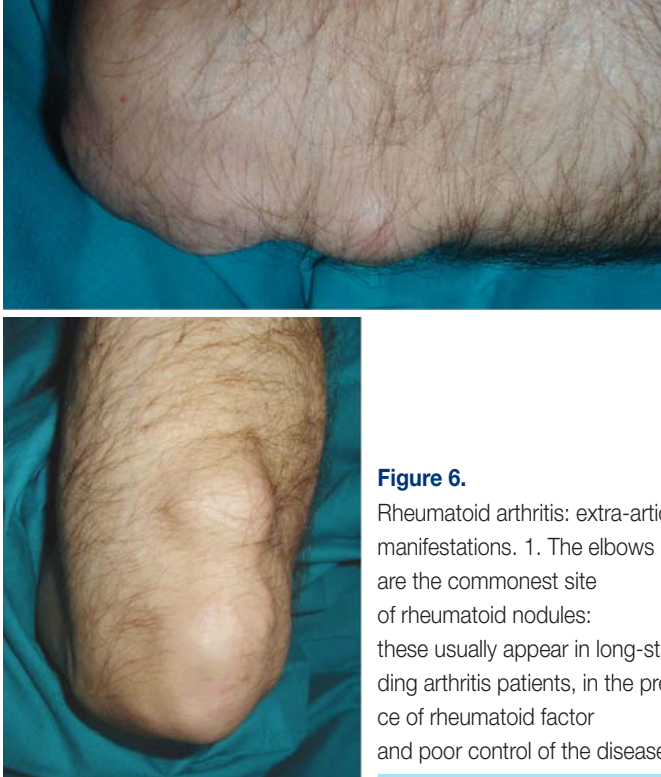 Figure 6.
Rheumatoid arthritis: extra-artic
manifestations. 1. The elbows
are the commonest site
of rheumatoid nodules:
these usually appear in long-sta
ding arthritis patients, in the pre
ce of rheumatoid factor
and poor control of the disease